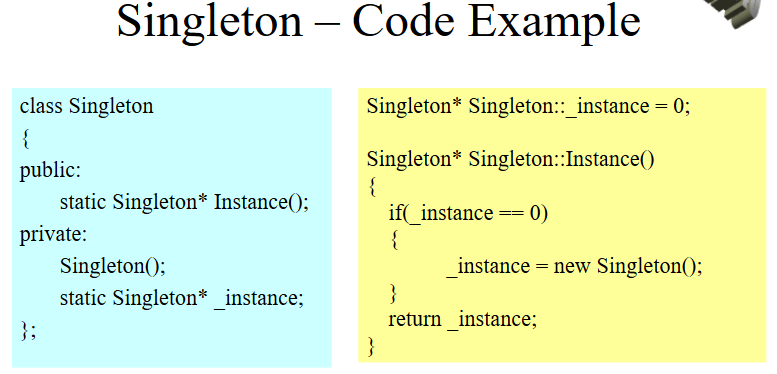 Singleton – Code Example
class Singleton
{
public:
static Singleton* Instance();
private:
Singleton();
static Singleton* _instance;
};
Singleton* Singleton::_instance = 0;
Singleton* Singleton::Instance()
{
if(_instance == 0)
{
_instance = new Singleton();
}
return _instance;
}